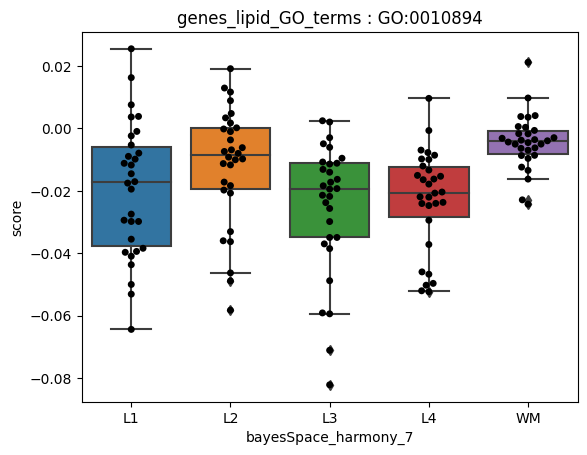 genes_lipid_GO_terms : GO:0010894
0.02
0.00
−0.02
−0.04
−0.06
−0.08
score
L1 L2 L3 L4 WM
bayesSpace_harmony_7